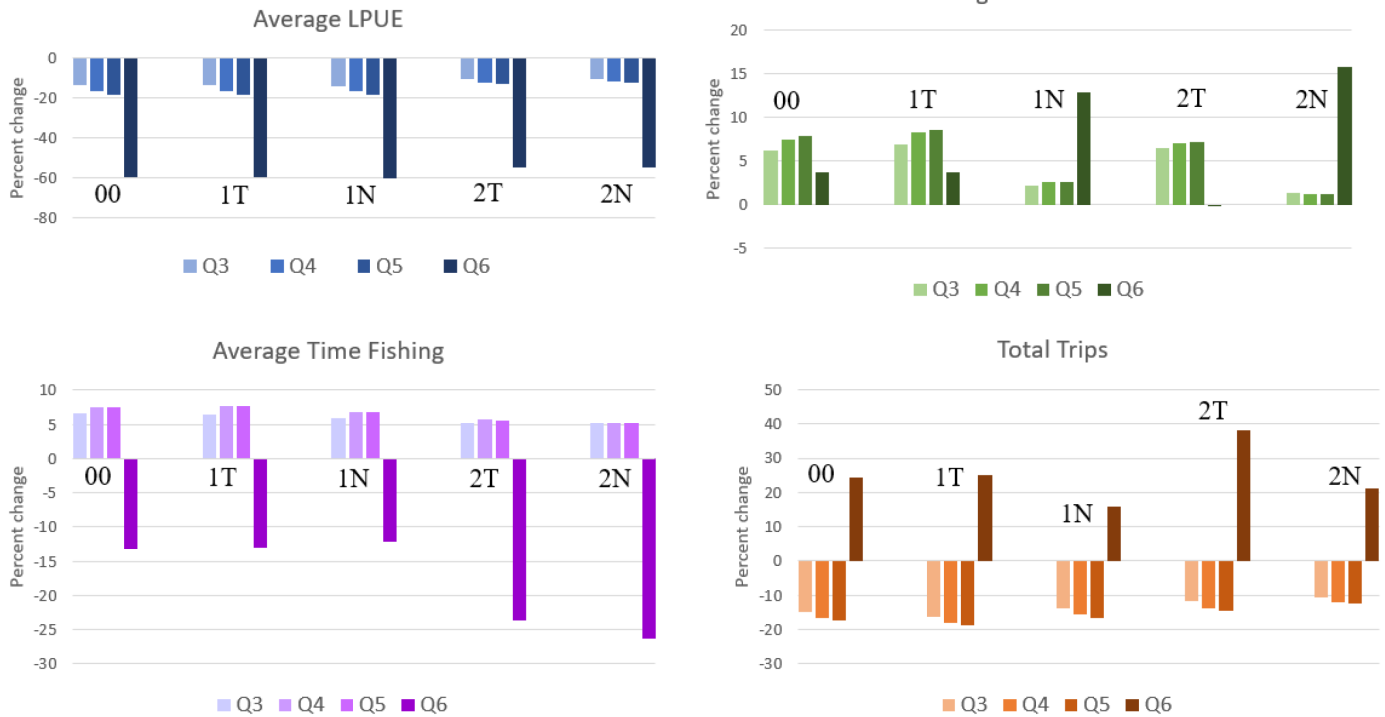 Average LPUE
0
-20
-40
-60
-80
Percent change
00 1T 1N 2T 2N
Q3 Q4 Q5 Q6
20
15
10
5
0
-5
Percent change
00 1T 1N 2T 2N
Q3 Q4 Q5 Q6
Average Time Fishing
10
5
0
-5
-10
-15
-20
-25
-30
Percent change
00 1T 1N 2T 2N
Q3 Q4 Q5 Q6
Total Trips
50
40
30
20
10
0
-10
-20
-30
Percent change
00 1T 1N 2T 2N
Q3 Q4 Q5 Q6